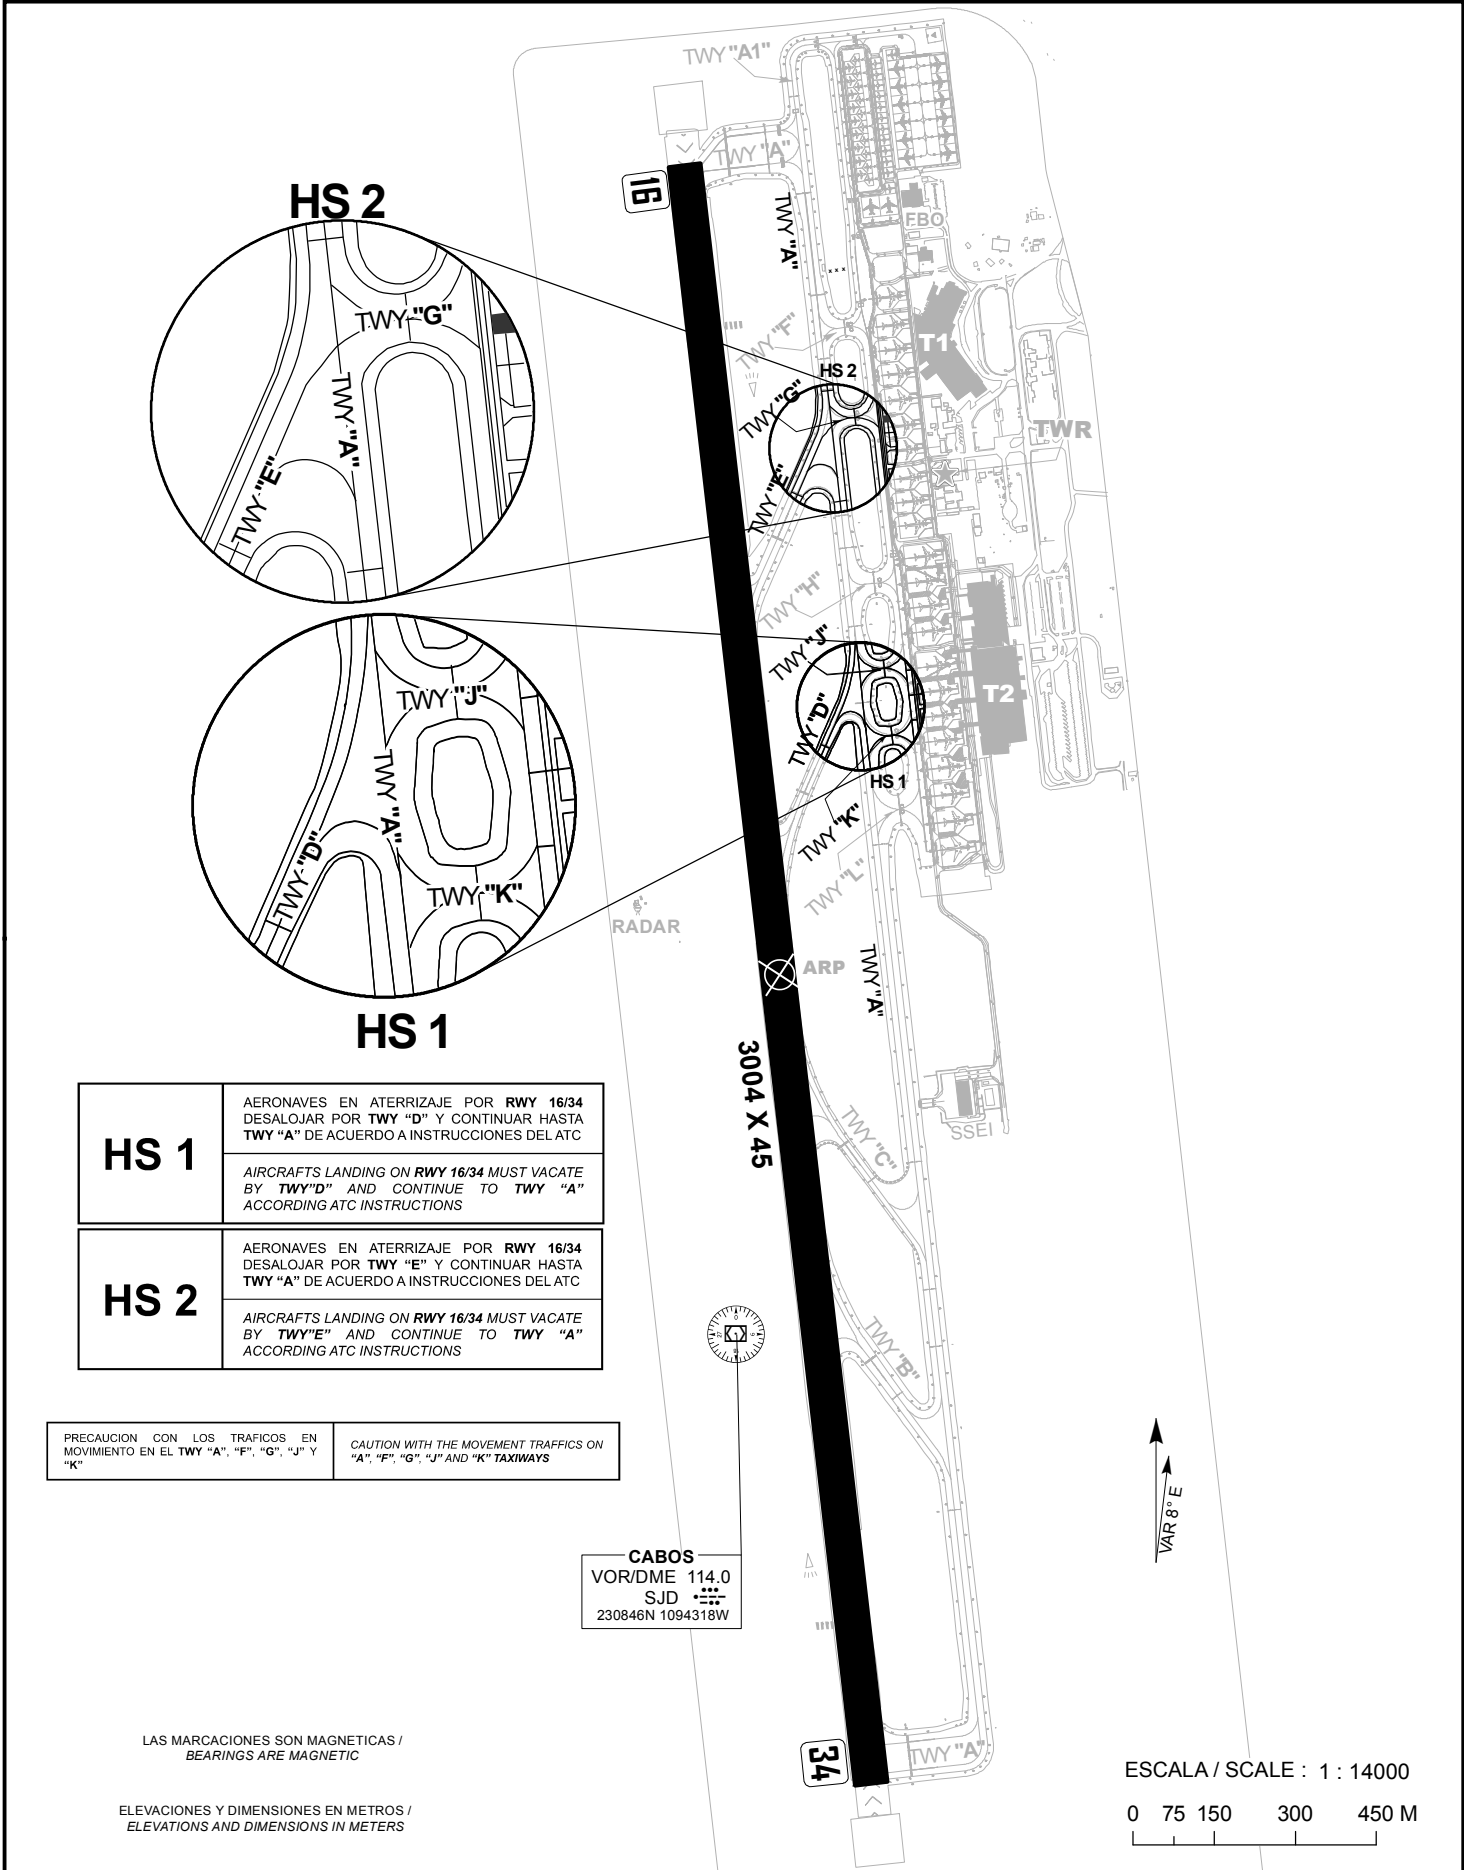 TWY "A1"
TWY "A"
16
HS 2
TWY "A"
FBO
TWY "G"
""
TWY "F"
T1
HS 2
TWY "A"
TWY "G"
TWR
TWY "E"
TWY "E"
TWY "H"
TWY "J"
TWY "J"
T2
TWY "D"
TWY "A"
HS 1
TWY "K"
TWY "D"
TWY "K"
TWY "L"
RADAR
ARP
TWY "A"
HS 1
3004 X 45
HS 1
AERONAVES EN ATERRIZAJE POR RWY 16/34
DESALOJAR POR TWY “D” Y CONTINUAR HASTA
TWY “A” DE ACUERDO A INSTRUCCIONES DEL ATC
AIRCRAFTS LANDING ON RWY 16/34 MUST VACATE
BY TWY”D” AND CONTINUE TO TWY “A”
ACCORDING ATC INSTRUCTIONS
TWY "C"
SSEI
HS 2
AERONAVES EN ATERRIZAJE POR RWY 16/34
DESALOJAR POR TWY “E” Y CONTINUAR HASTA
TWY “A” DE ACUERDO A INSTRUCCIONES DEL ATC
AIRCRAFTS LANDING ON RWY 16/34 MUST VACATE
BY TWY”E” AND CONTINUE TO TWY “A”
ACCORDING ATC INSTRUCTIONS
TWY "B"
PRECAUCION CON LOS TRAFICOS EN
MOVIMIENTO EN EL TWY “A”, “F”, “G”, “J” Y
“K”
CAUTION WITH THE MOVEMENT TRAFFICS ON
“A”, “F”, “G”, “J” AND “K” TAXIWAYS
VAR 8° E
CABOS
VOR/DME 114.0
SJD
230846N 1094318W
""
LAS MARCACIONES SON MAGNETICAS /
BEARINGS ARE MAGNETIC
34
TWY "A"
ESCALA / SCALE : 1 : 14000
ELEVACIONES Y DIMENSIONES EN METROS /
ELEVATIONS AND DIMENSIONS IN METERS
0 75 150 300 450 M